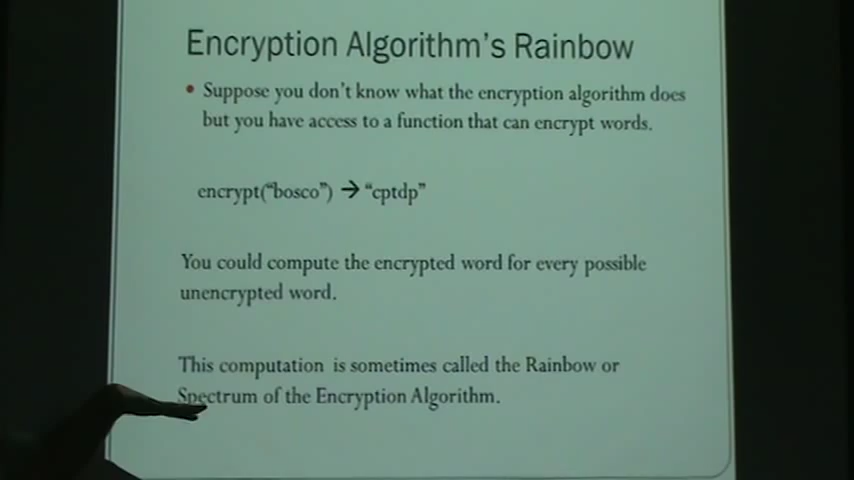 Encryption Algorithm's Rainbow
• Suppose you don't know what the encryption algorithm does
but you have access to a function that can encrypt words.
encrypt(“bosco”) → “cptdp”
You could compute the encrypted word for every possible
unencrypted word.
This computation is sometimes called the Rainbow or
Spectrum of the Encryption Algorithm.